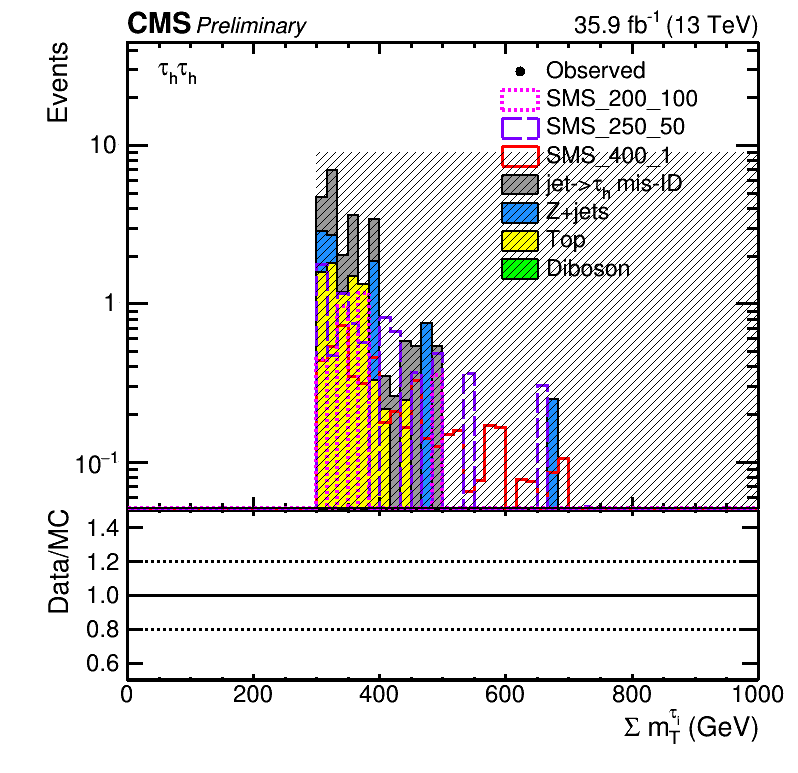 CMS Preliminary 35.9 fb⁻¹ (13 TeV)
Events
τhτh
Observed
SMS_200_100
SMS_250_50
SMS_400_1
jet->τh mis-ID
Z+jets
Top
Diboson
10
1
10⁻¹
Data/MC
1.4
1.2
1.0
0.8
0.6
0 200 400 600 800 1000
Σ mT^τi (GeV)